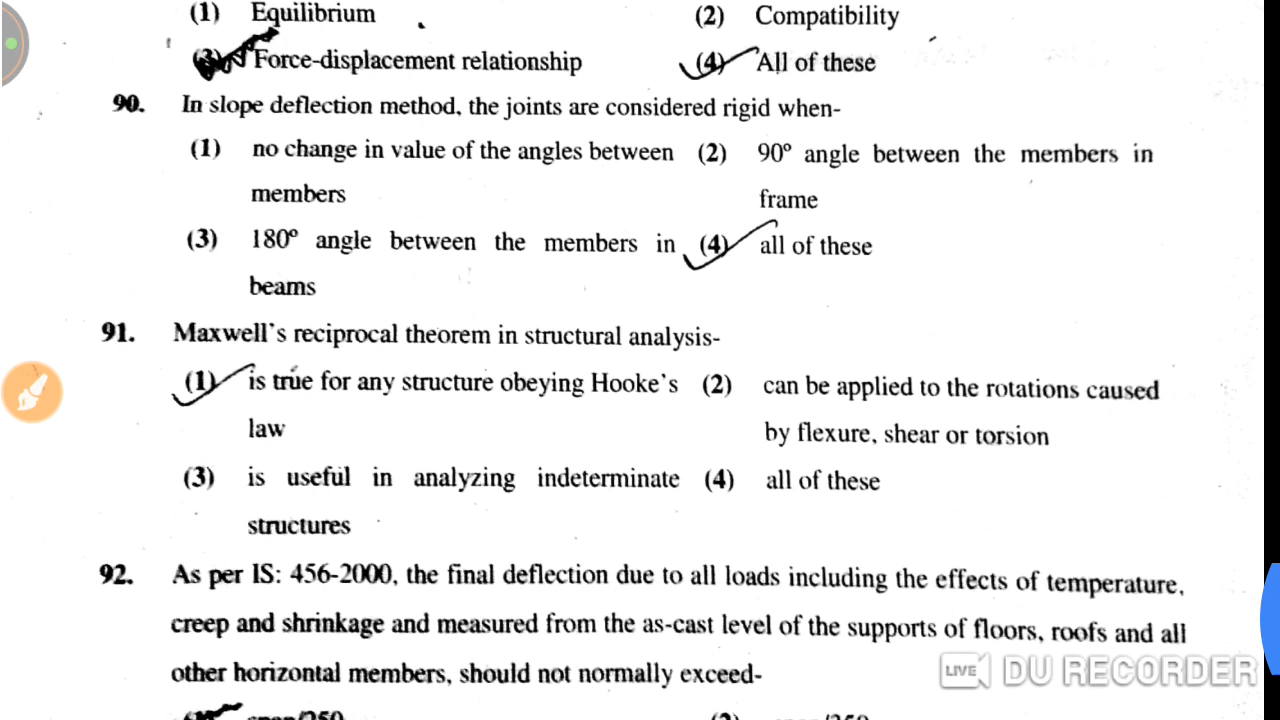 (1) Equilibrium (2) Compatibility
(3) Force-displacement relationship (4) All of these
90. In slope deflection method, the joints are considered rigid when-
(1) no change in value of the angles between (2) 90° angle between the members in
members frame
(3) 180° angle between the members in (4) all of these
beams
91. Maxwell's reciprocal theorem in structural analysis-
(1) is true for any structure obeying Hooke's (2) can be applied to the rotations caused
law by flexure, shear or torsion
(3) is useful in analyzing indeterminate (4) all of these
structures
92. As per IS: 456-2000, the final deflection due to all loads including the effects of temperature,
creep and shrinkage and measured from the as-cast level of the supports of floors, roofs and all
other horizontal members, should not normally exceed-
LIVE DU RECORDER